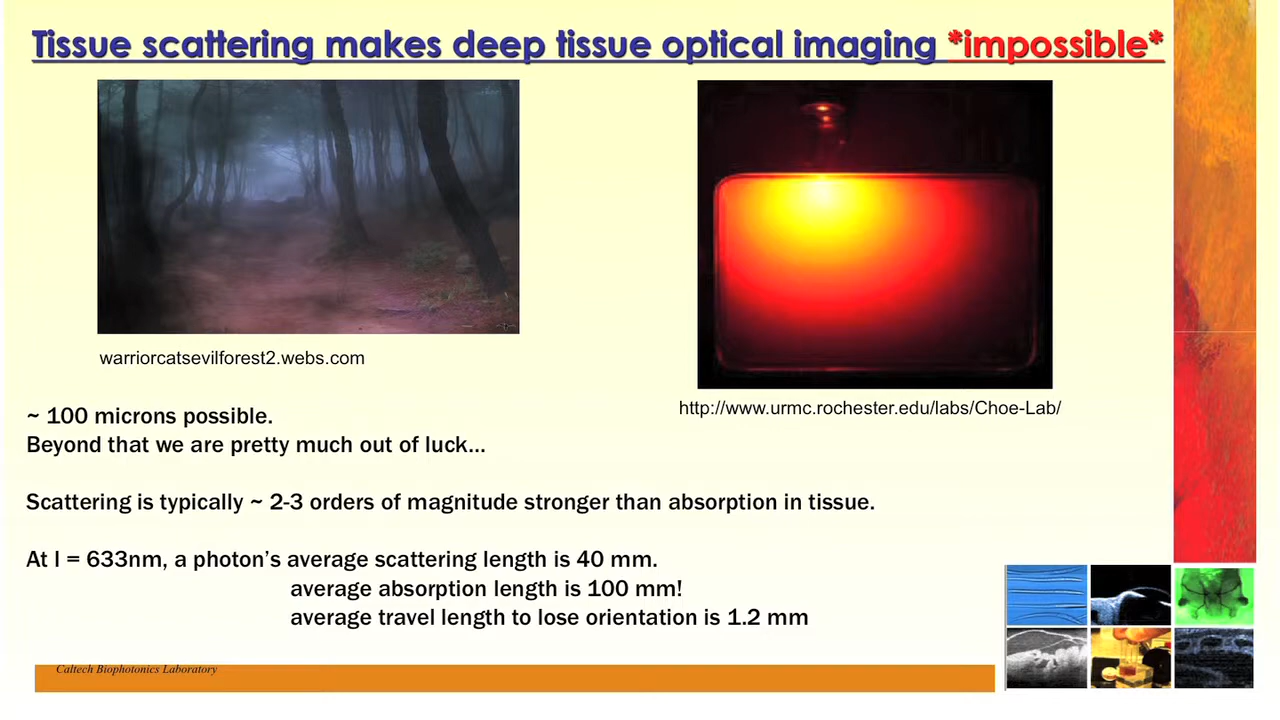 Tissue scattering makes deep tissue optical imaging *impossible*
warriorcatsevilforest2.webs.com
http://www.urmc.rochester.edu/labs/Choe-Lab/
~ 100 microns possible.
Beyond that we are pretty much out of luck...
Scattering is typically ~ 2-3 orders of magnitude stronger than absorption in tissue.
At l = 633nm, a photon's average scattering length is 40 mm.
average absorption length is 100 mm!
average travel length to lose orientation is 1.2 mm
Caltech Biophotonics Laboratory